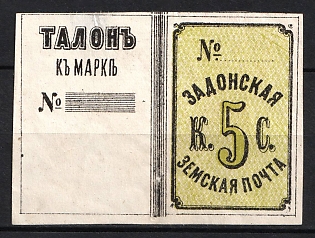 ТАЛОНЪ
КЪ МАРКѢ
№
№
ЗАДОНСКАЯ
К. 5 С.
ЗЕМСКАЯ ПОЧТА